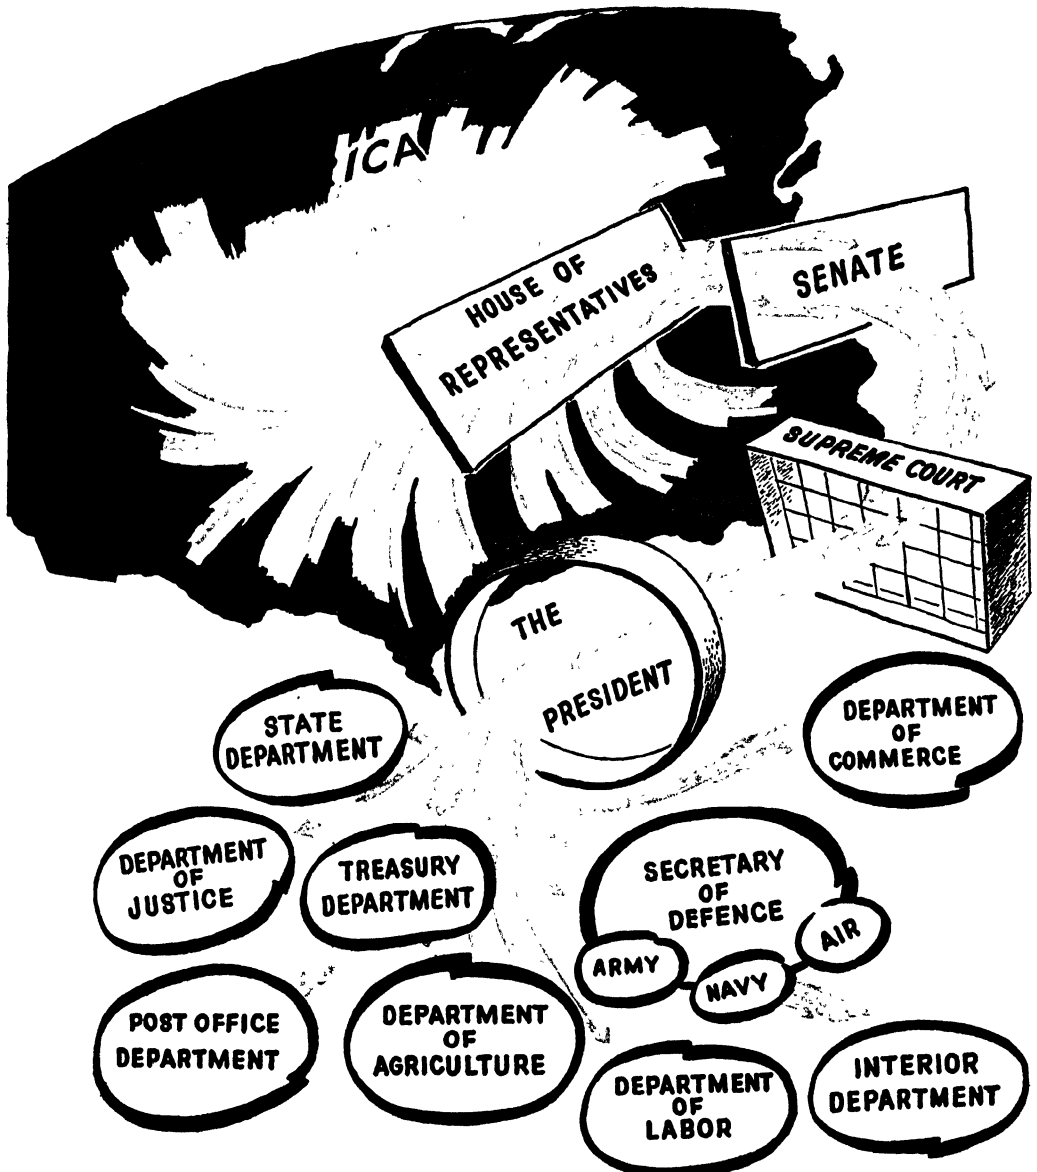 ICA
HOUSE OF
REPRESENTATIVES
SENATE
SUPREME COURT
THE
PRESIDENT
STATE
DEPARTMENT
DEPARTMENT
OF
COMMERCE
DEPARTMENT
OF
JUSTICE
TREASURY
DEPARTMENT
SECRETARY
OF
DEFENCE
ARMY
NAVY
AIR
POST OFFICE
DEPARTMENT
DEPARTMENT
OF
AGRICULTURE
DEPARTMENT
OF
LABOR
INTERIOR
DEPARTMENT